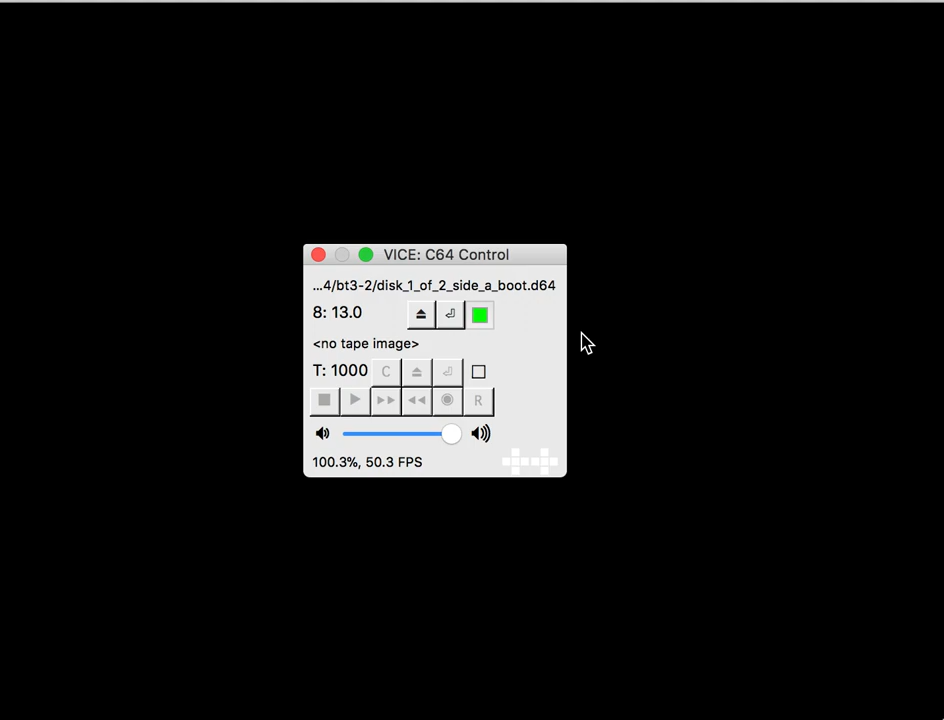 VICE: C64 Control
...4/bt3-2/disk_1_of_2_side_a_boot.d64
8: 13.0
<no tape image>
T: 1000 C
R
100.3%, 50.3 FPS